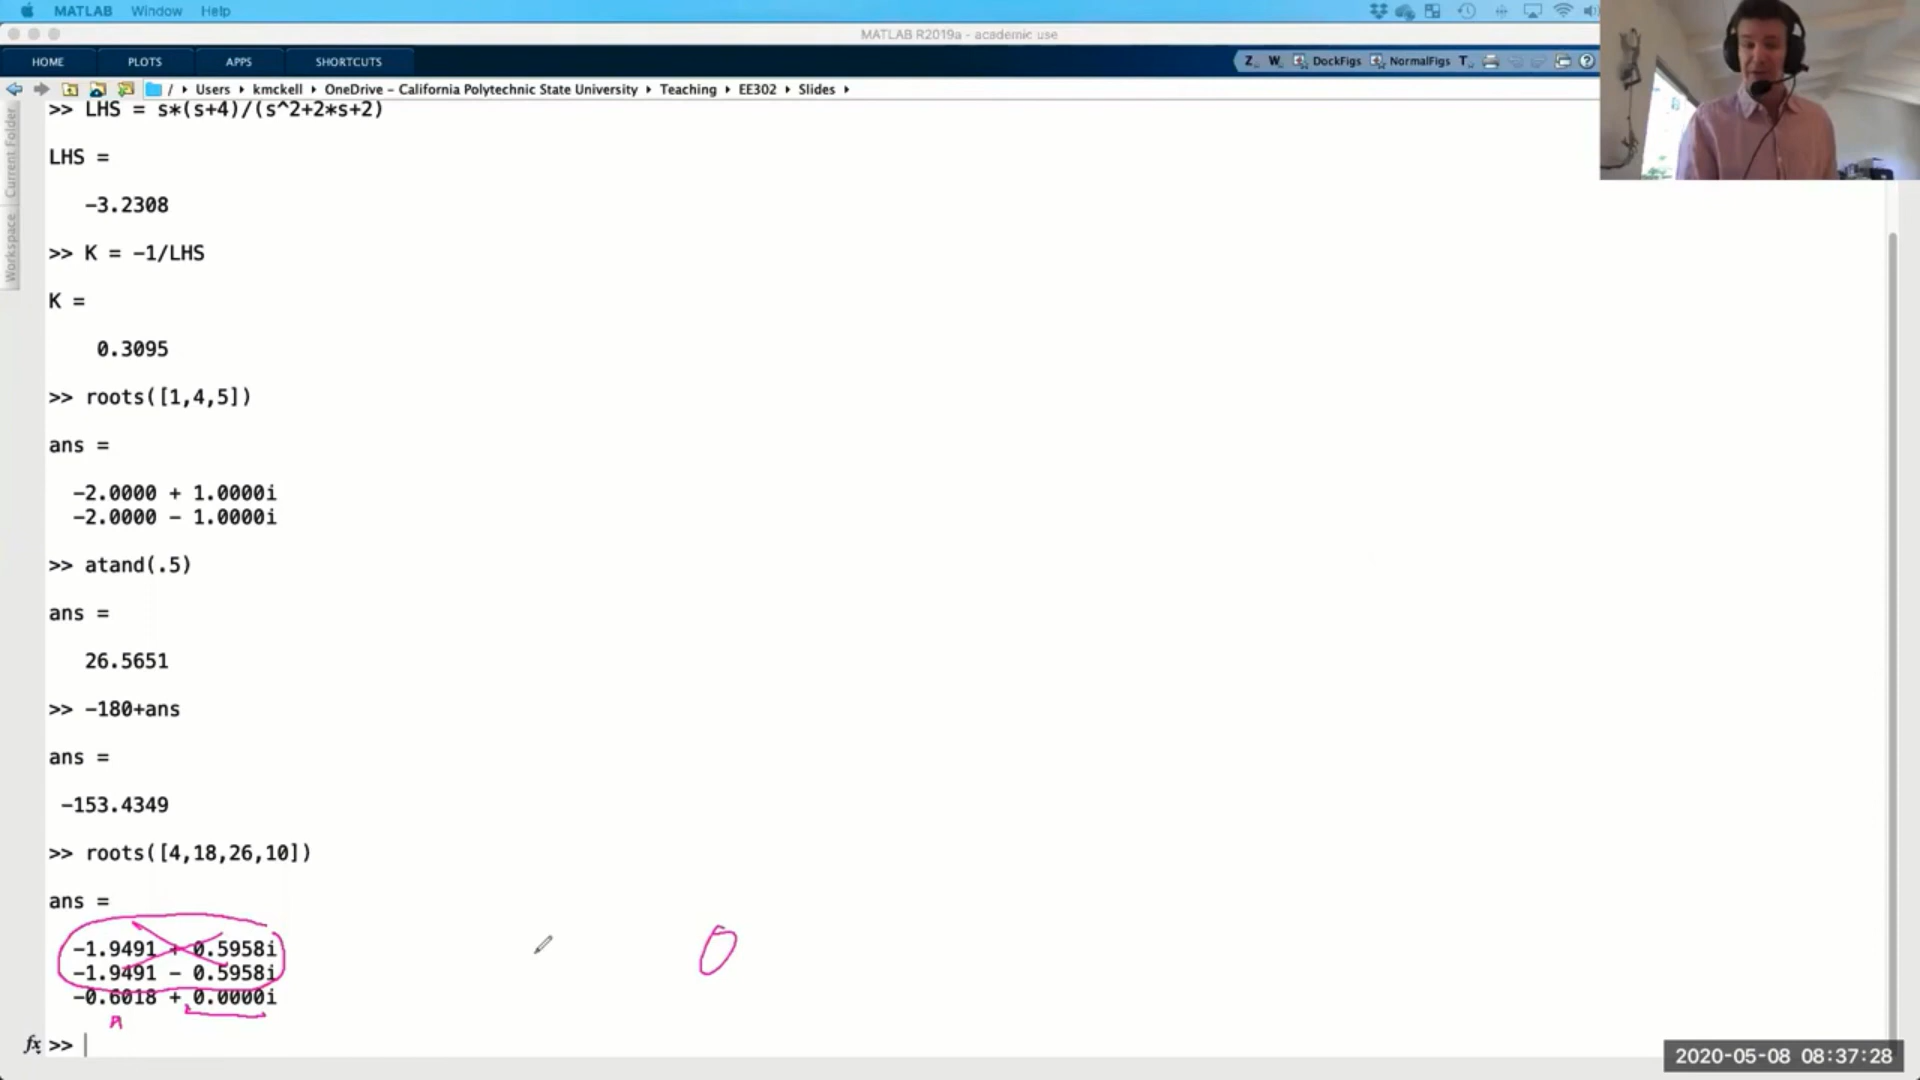 MATLAB Window Help
MATLAB R2019a - academic use
HOME PLOTS APPS SHORTCUTS
Z W DockFigs NormalFigs T
/ Users kmckell OneDrive - California Polytechnic State University Teaching EE302 Slides
Current Folder
Workspace
>> LHS = s*(s+4)/(s^2+2*s+2)
LHS =
-3.2308
>> K = -1/LHS
K =
0.3095
>> roots([1,4,5])
ans =
-2.0000 + 1.0000i
-2.0000 - 1.0000i
>> atand(.5)
ans =
26.5651
>> -180+ans
ans =
-153.4349
>> roots([4,18,26,10])
ans =
-1.9491 + 0.5958i
-1.9491 - 0.5958i
-0.6018 + 0.0000i
0
fx >>
2020-05-08 08:37:28